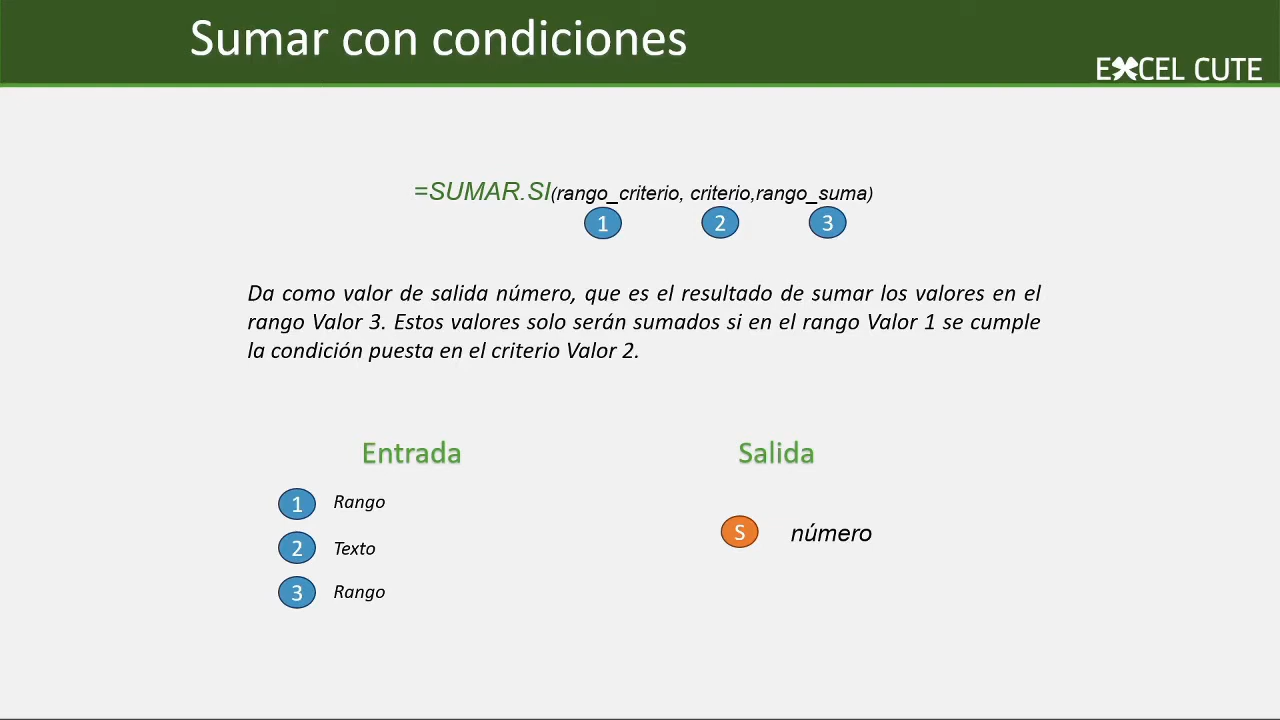 Sumar con condiciones
EXCEL CUTE
=SUMAR.SI(rango_criterio, criterio,rango_suma)
1 2 3
Da como valor de salida número, que es el resultado de sumar los valores en el
rango Valor 3. Estos valores solo serán sumados si en el rango Valor 1 se cumple
la condición puesta en el criterio Valor 2.
Entrada
1 Rango
2 Texto
3 Rango
Salida
S número